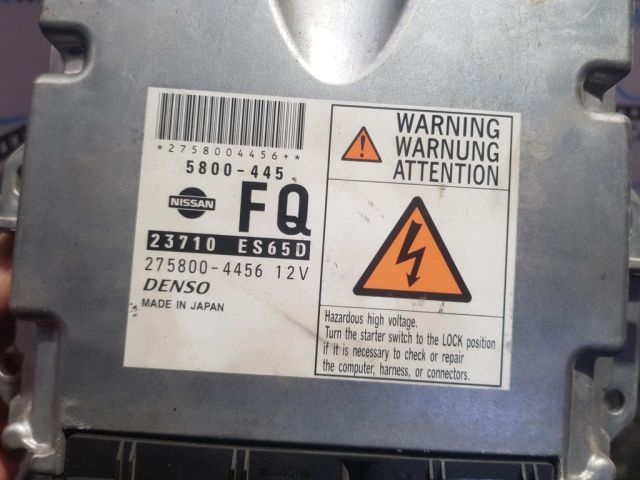 *2758004456+*
5800-445
NISSAN
FQ
23710 ES65D
275800-4456 12V
DENSO
MADE IN JAPAN
WARNING
WARNUNG
ATTENTION
Hazardous high voltage.
Turn the starter switch to the LOCK position
if it is necessary to check or repair
the computer, harness, or connectors.